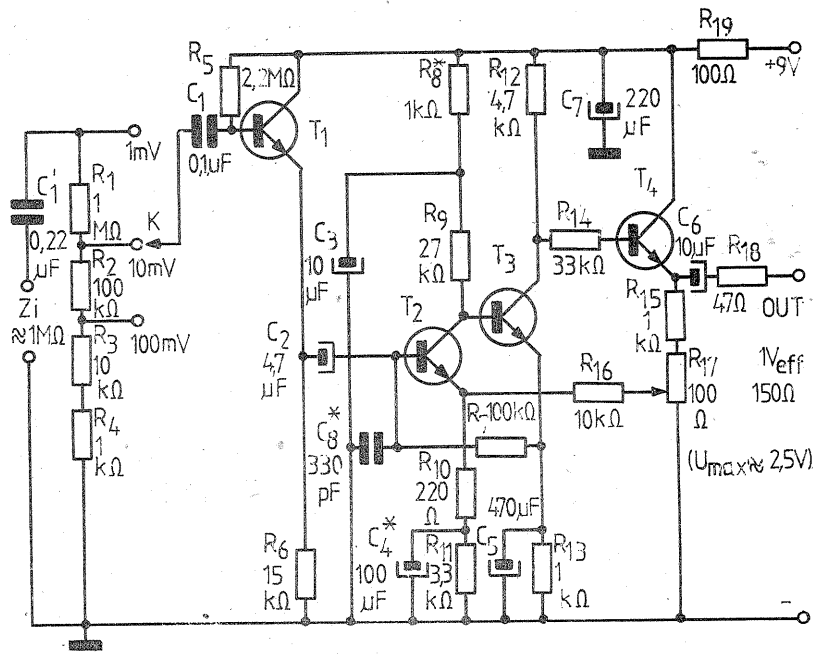 R19
100Ω
+9V
R5
2,2MΩ
C1
0,1µF
T1
R8*
1kΩ
R12
4,7
kΩ
C7
220
µF
1mV
C1'
0,22
µF
R1
1
MΩ
K
10mV
R2
100
kΩ
Zi
≈1MΩ
100mV
R3
10
kΩ
R4
1
kΩ
C3
10
µF
R9
27
kΩ
T3
R14
33kΩ
T4
C6
10µF
R18
47Ω
OUT
R15
1
kΩ
C2
4,7
µF
T2
R16
10kΩ
R17
100
Ω
1Veff
150Ω
C8*
330
pF
R7 100kΩ
R10
220
Ω
470µF
(Umax≈2,5V)
R6
15
kΩ
C4*
100
µF
R11
3,3
kΩ
C5
R13
1
kΩ
-